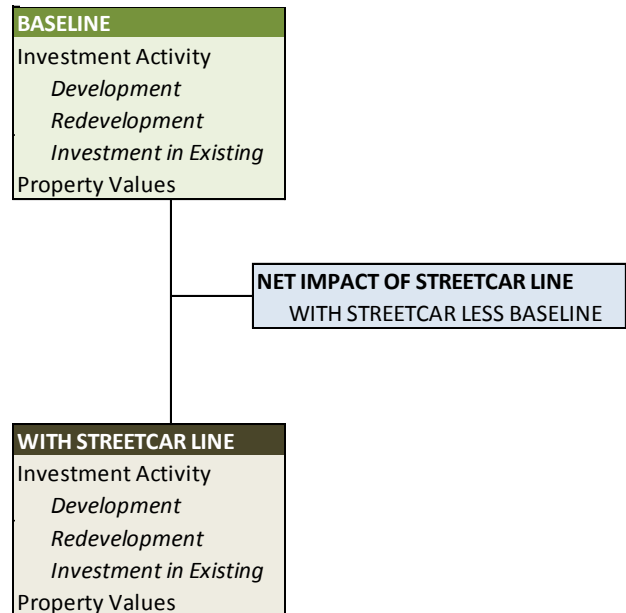 BASELINE
Investment Activity
Development
Redevelopment
Investment in Existing
Property Values
NET IMPACT OF STREETCAR LINE
WITH STREETCAR LESS BASELINE
WITH STREETCAR LINE
Investment Activity
Development
Redevelopment
Investment in Existing
Property Values